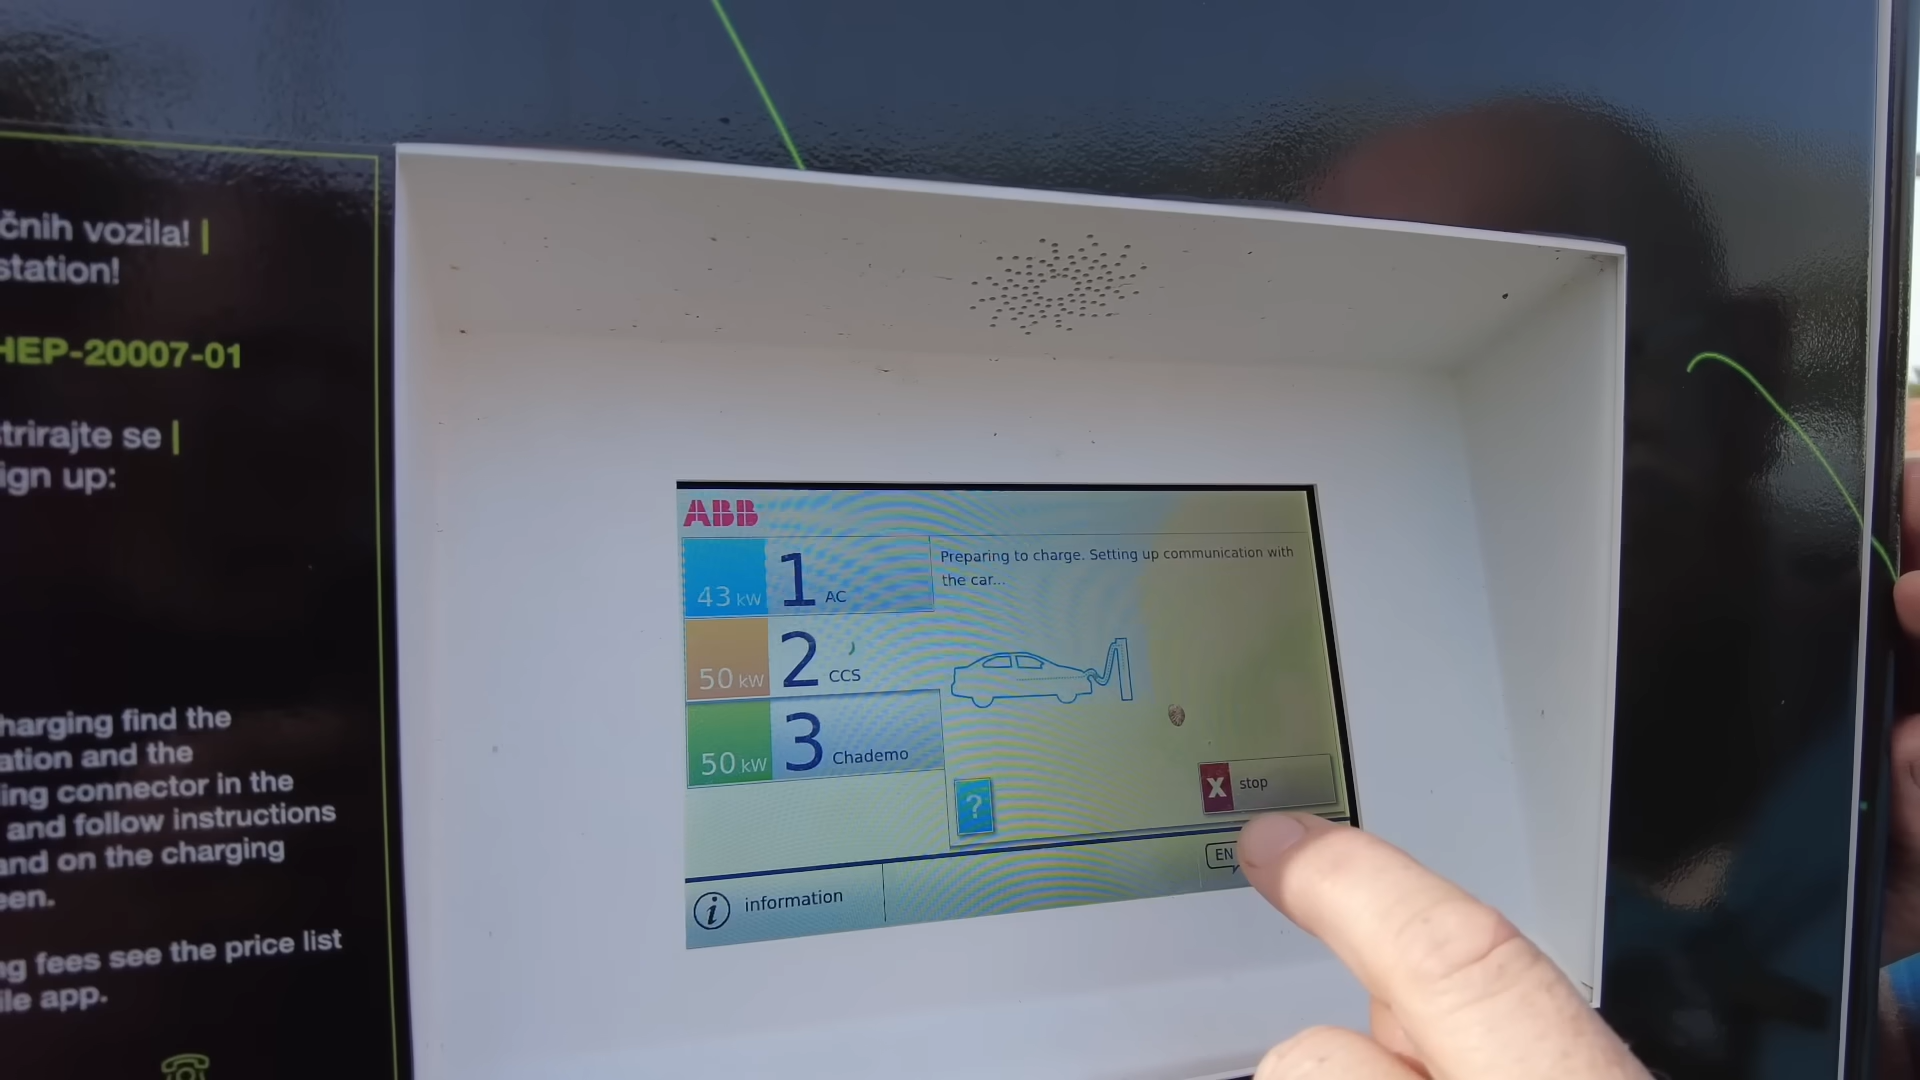 čnih vozila! |
station!
HEP-20007-01
strirajte se |
ign up:
harging find the
ation and the
ing connector in the
and follow instructions
and on the charging
een.
ng fees see the price list
ile app.
ABB
43 kW 1 AC
50 kW 2 CCS
50 kW 3 Chademo
Preparing to charge. Setting up communication with
the car...
?
X stop
EN
i information